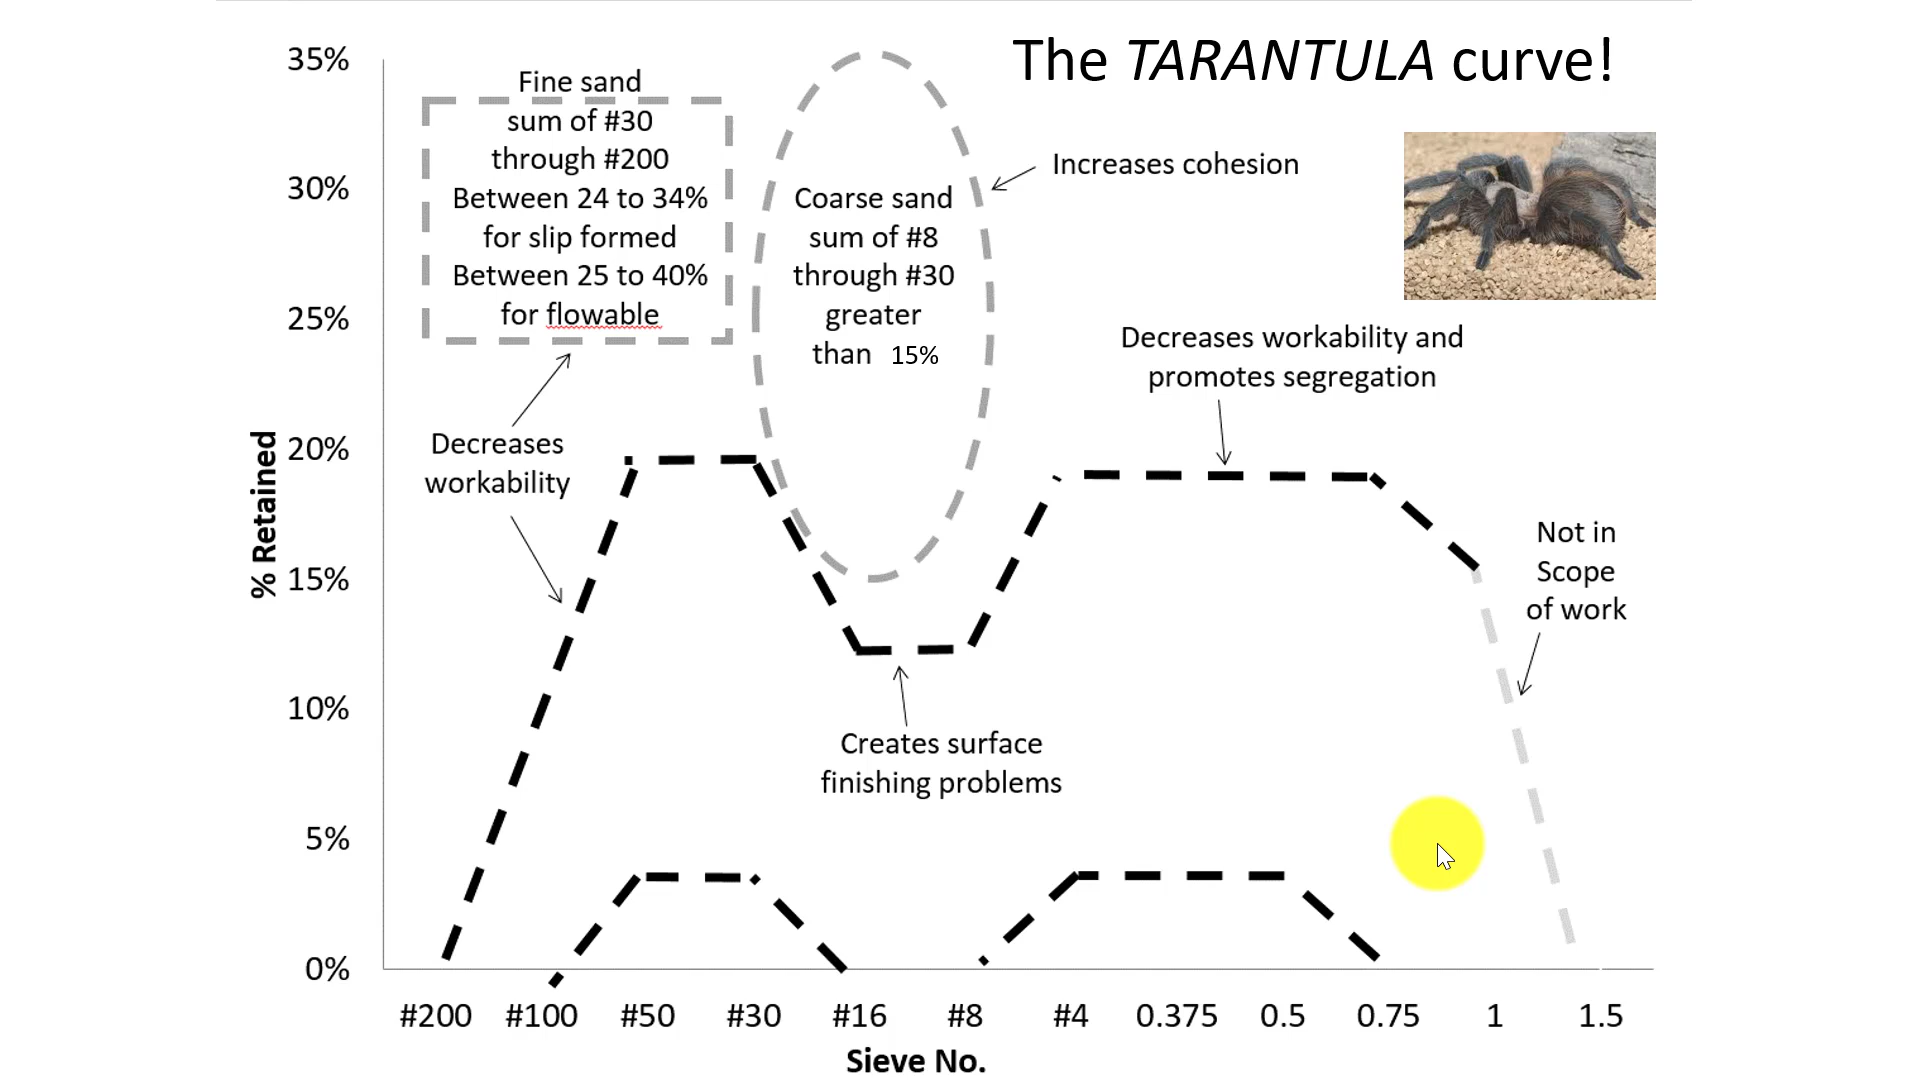 The TARANTULA curve!
35%
30%
25%
20%
15%
10%
5%
0%
% Retained
Fine sand
sum of #30
through #200
Between 24 to 34%
for slip formed
Between 25 to 40%
for flowable
Coarse sand
sum of #8
through #30
greater
than 15%
Increases cohesion
Decreases workability and
promotes segregation
Decreases
workability
Not in
Scope
of work
Creates surface
finishing problems
#200 #100 #50 #30 #16 #8 #4 0.375 0.5 0.75 1 1.5
Sieve No.